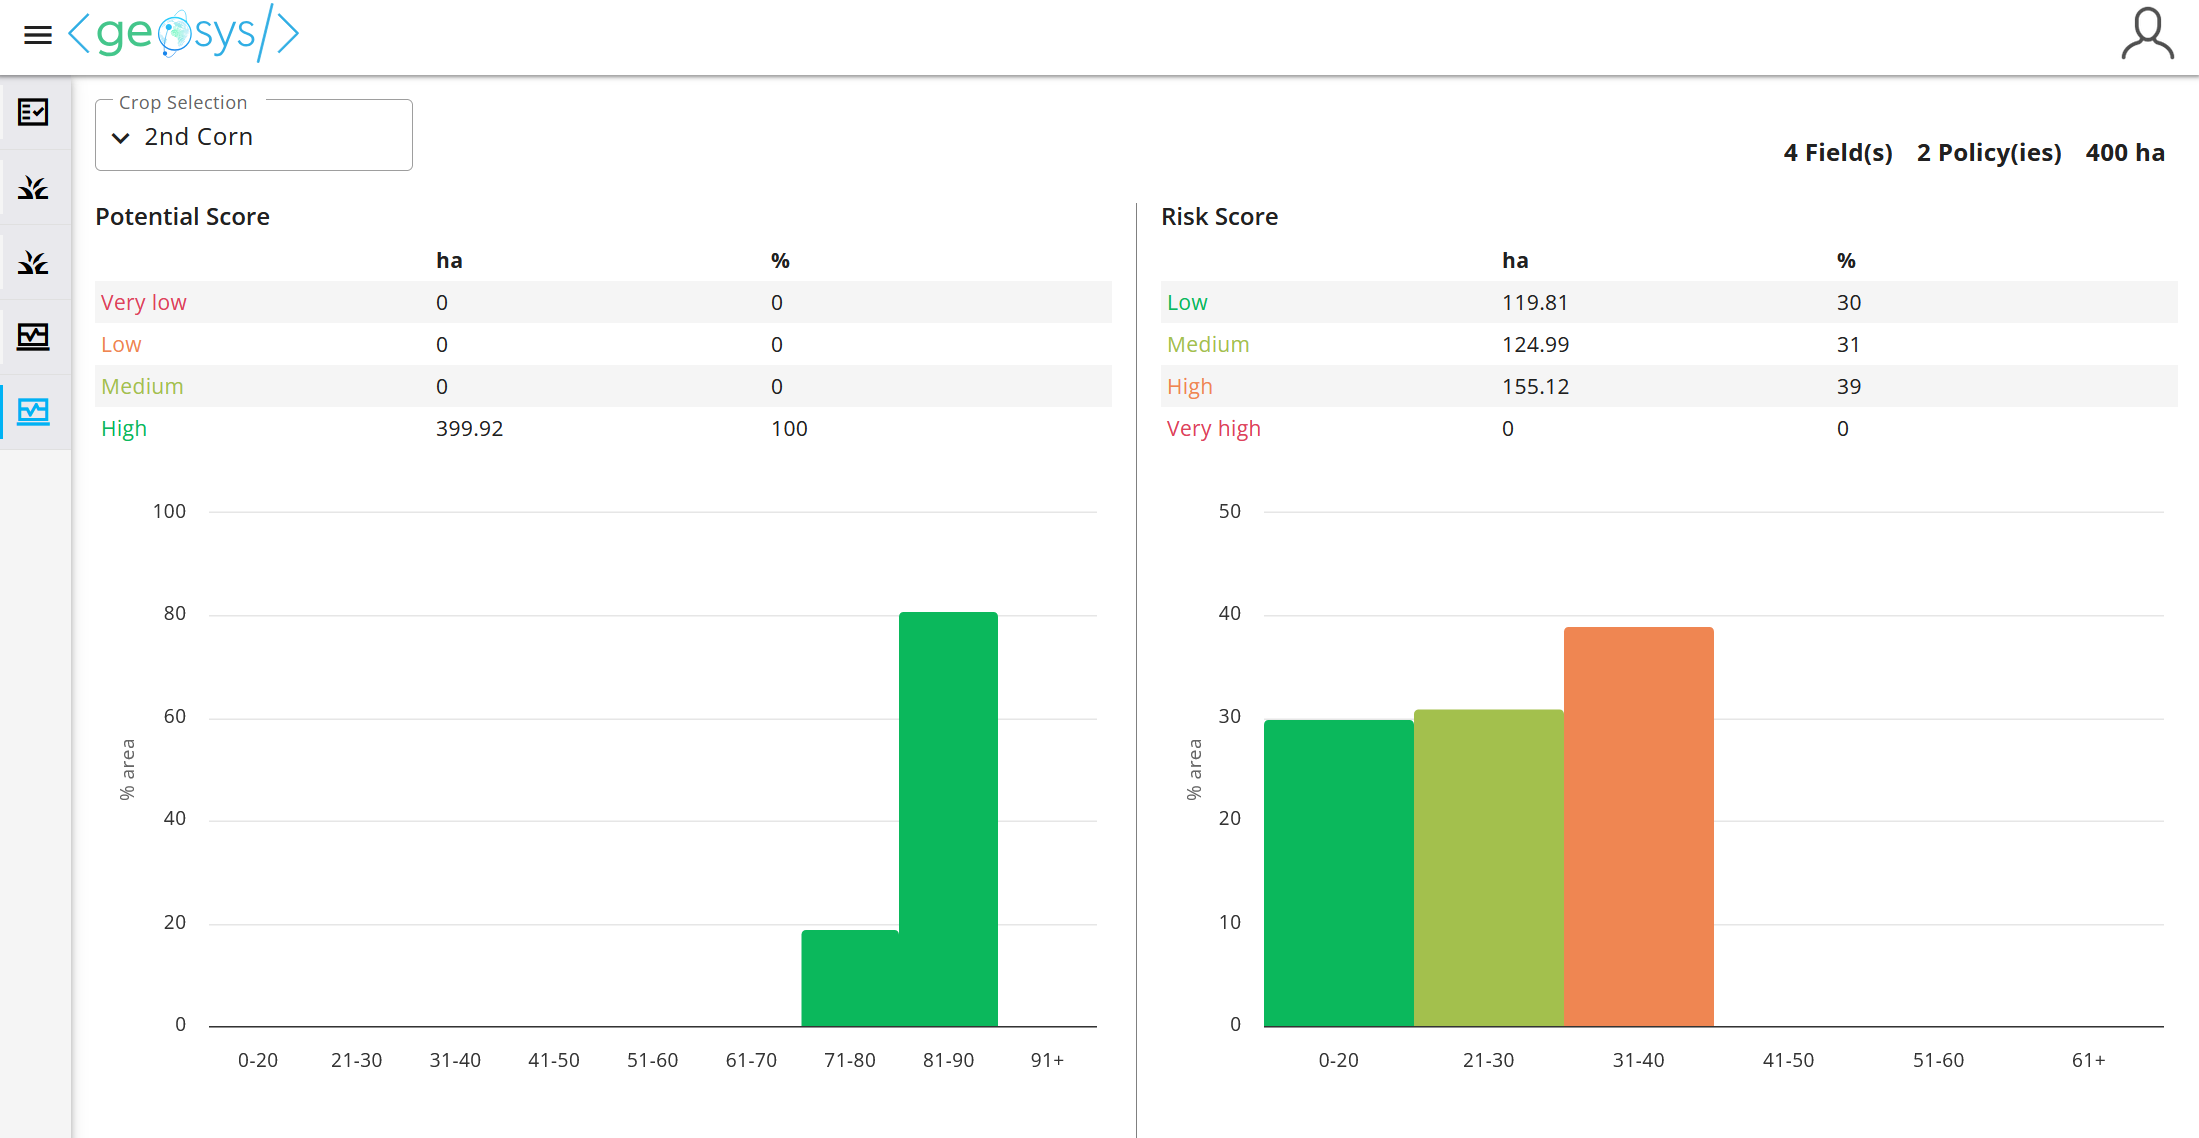 <geosys/>
Crop Selection
2nd Corn
4 Field(s) 2 Policy(ies) 400 ha
Potential Score
ha %
Very low 0 0
Low 0 0
Medium 0 0
High 399.92 100
100
80
60
40
20
0
% area
0-20 21-30 31-40 41-50 51-60 61-70 71-80 81-90 91+
Risk Score
ha %
Low 119.81 30
Medium 124.99 31
High 155.12 39
Very high 0 0
50
40
30
20
10
0
% area
0-20 21-30 31-40 41-50 51-60 61+